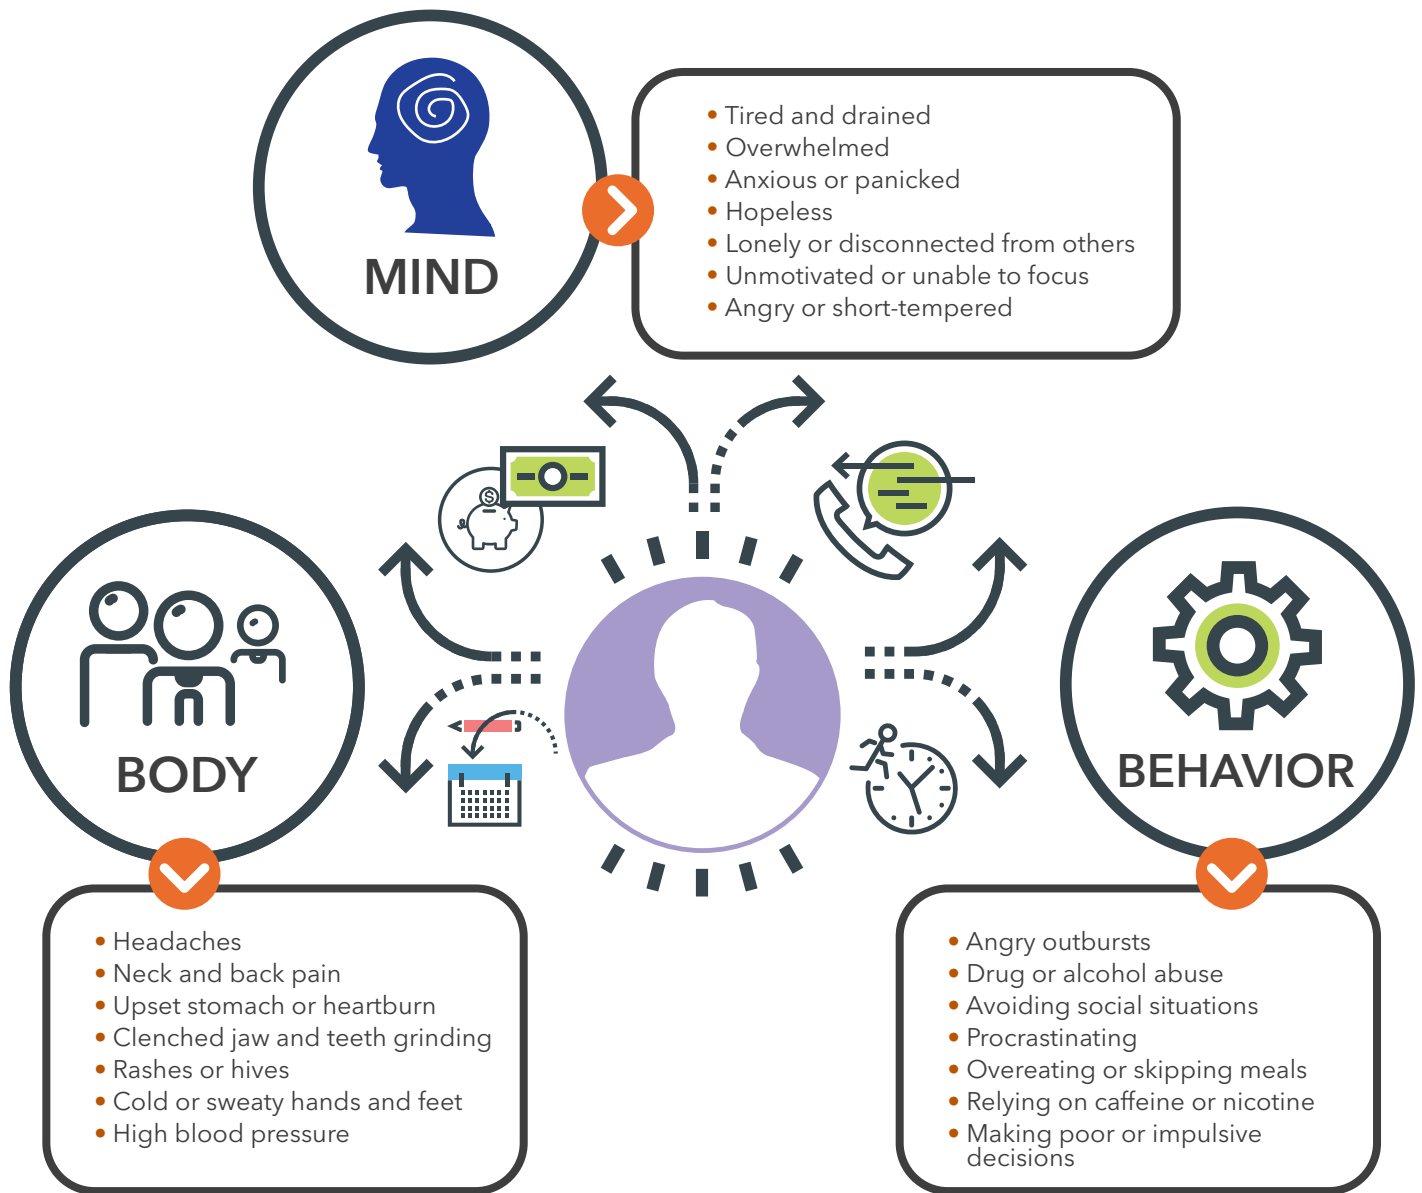 MIND
• Tired and drained
• Overwhelmed
• Anxious or panicked
• Hopeless
• Lonely or disconnected from others
• Unmotivated or unable to focus
• Angry or short-tempered
$
BODY
• Headaches
• Neck and back pain
• Upset stomach or heartburn
• Clenched jaw and teeth grinding
• Rashes or hives
• Cold or sweaty hands and feet
• High blood pressure
BEHAVIOR
• Angry outbursts
• Drug or alcohol abuse
• Avoiding social situations
• Procrastinating
• Overeating or skipping meals
• Relying on caffeine or nicotine
• Making poor or impulsive
decisions